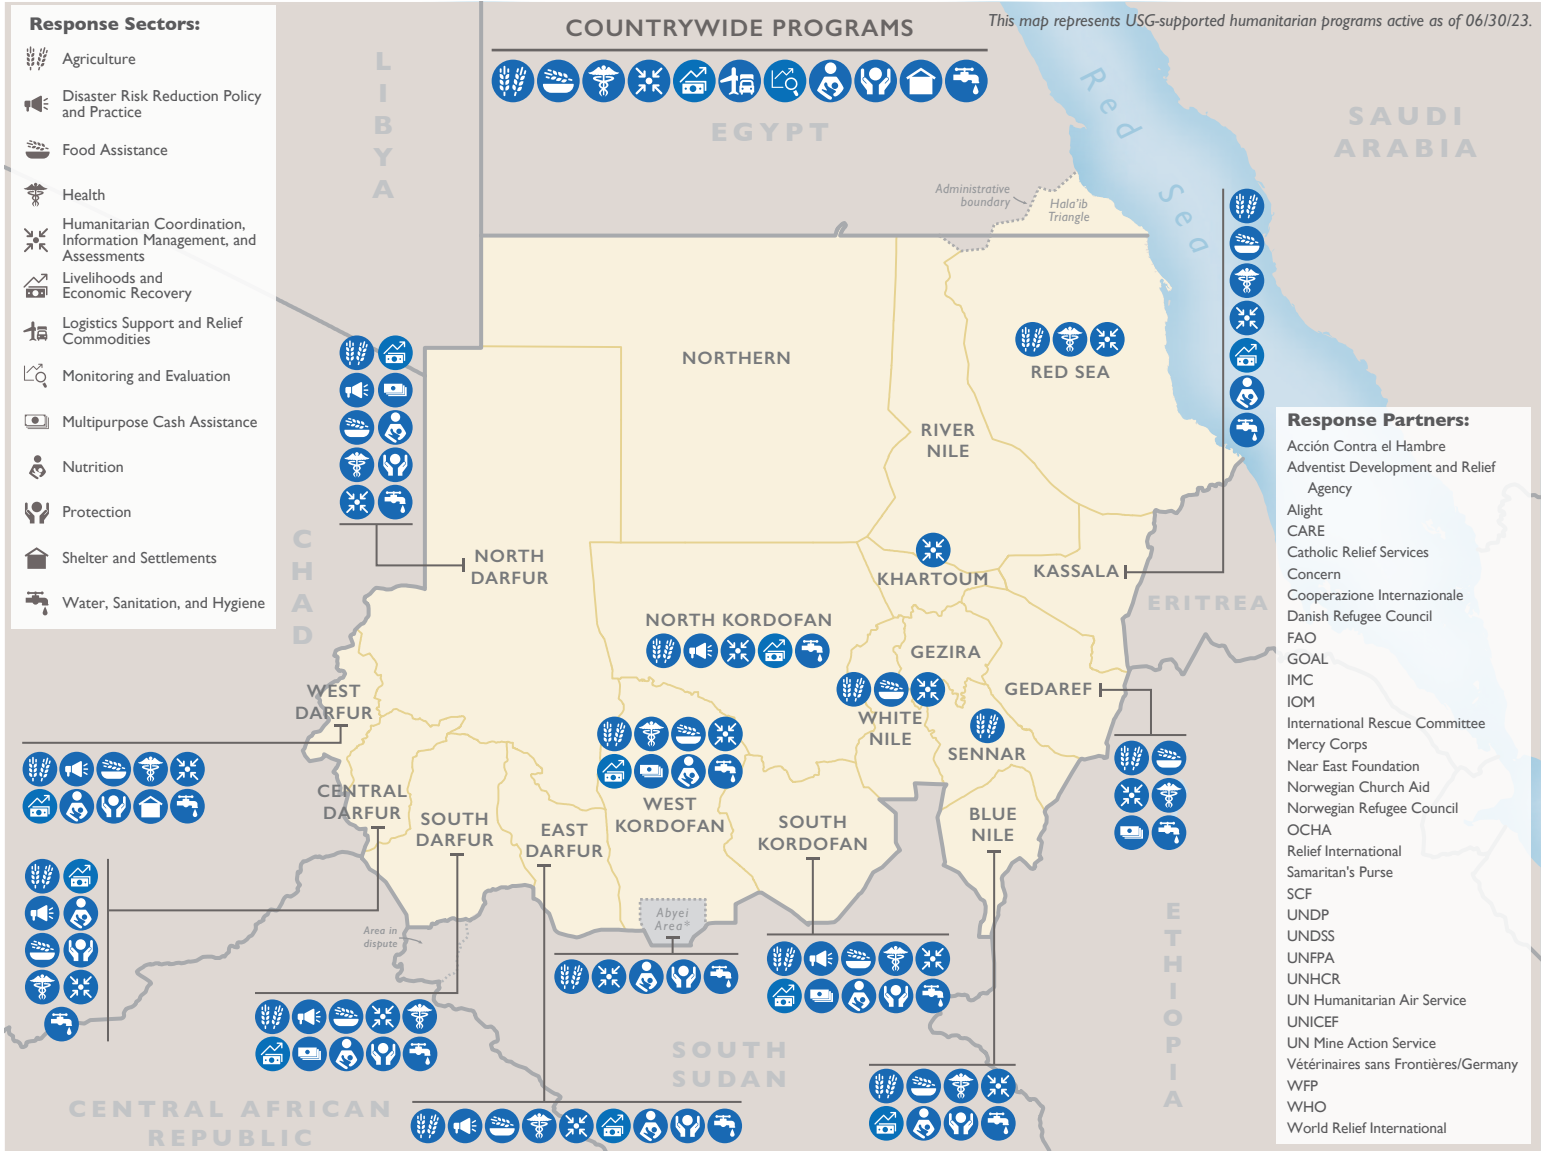 Response Sectors:
Agriculture
Disaster Risk Reduction Policy
and Practice
Food Assistance
Health
Humanitarian Coordination,
Information Management, and
Assessments
Livelihoods and
Economic Recovery
Logistics Support and Relief
Commodities
Monitoring and Evaluation
Multipurpose Cash Assistance
Nutrition
Protection
Shelter and Settlements
Water, Sanitation, and Hygiene
COUNTRYWIDE PROGRAMS
This map represents USG-supported humanitarian programs active as of 06/30/23.
LIBYA
EGYPT
Red Sea
SAUDI
ARABIA
Administrative
boundary
Hala'ib
Triangle
NORTHERN
RED SEA
RIVER
NILE
CHAD
NORTH
DARFUR
KHARTOUM
KASSALA
ERITREA
NORTH KORDOFAN
GEZIRA
GEDAREF
WEST
DARFUR
WHITE
NILE
SENNAR
CENTRAL
DARFUR
SOUTH
DARFUR
EAST
DARFUR
WEST
KORDOFAN
SOUTH
KORDOFAN
BLUE
NILE
Abyei
Area*
Area in
dispute
ETHIOPIA
SOUTH
SUDAN
CENTRAL AFRICAN
REPUBLIC
Response Partners:
Acción Contra el Hambre
Adventist Development and Relief
Agency
Alight
CARE
Catholic Relief Services
Concern
Cooperazione Internazionale
Danish Refugee Council
FAO
GOAL
IMC
IOM
International Rescue Committee
Mercy Corps
Near East Foundation
Norwegian Church Aid
Norwegian Refugee Council
OCHA
Relief International
Samaritan's Purse
SCF
UNDP
UNDSS
UNFPA
UNHCR
UN Humanitarian Air Service
UNICEF
UN Mine Action Service
Vétérinaires sans Frontières/Germany
WFP
WHO
World Relief International